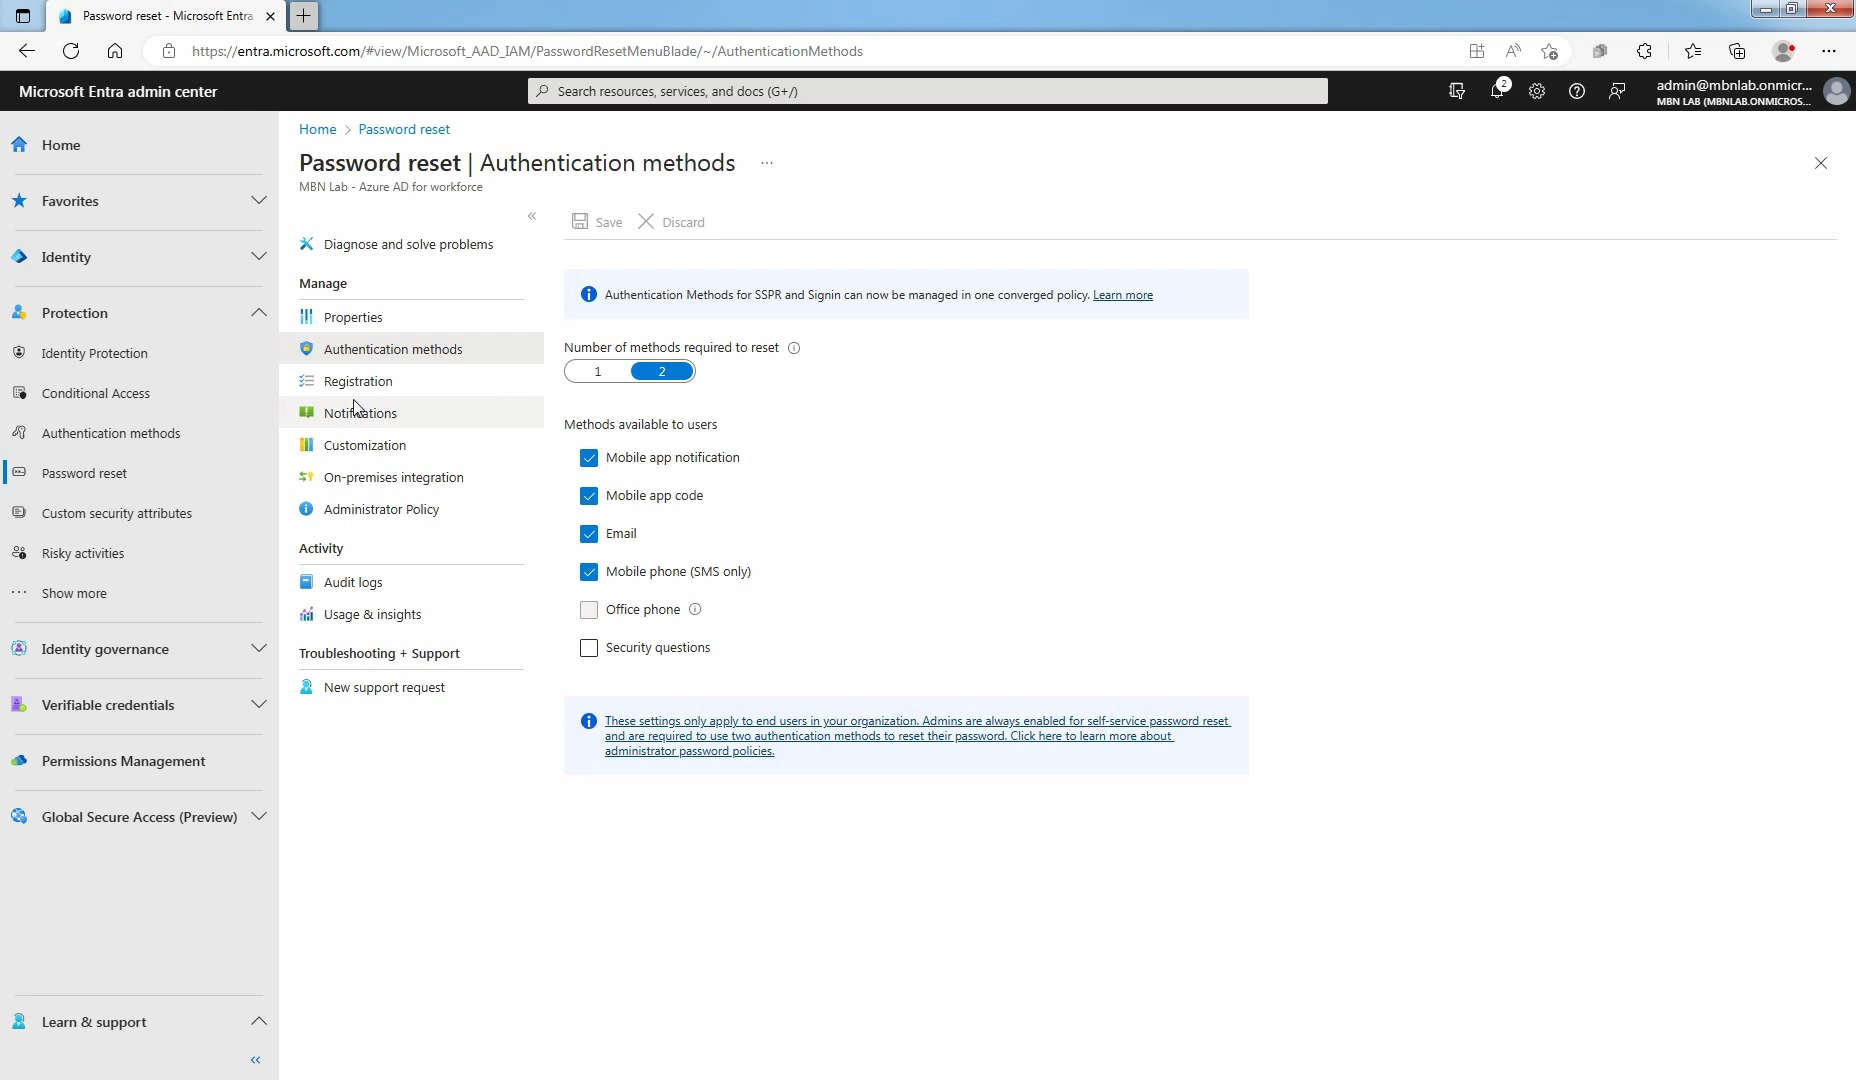 Password reset - Microsoft Entra
https://entra.microsoft.com/#view/Microsoft_AAD_IAM/PasswordResetMenuBlade/~/AuthenticationMethods
Microsoft Entra admin center
Search resources, services, and docs (G+/)
2
admin@mbnlab.onmicr...
MBN LAB (MBNLAB.ONMICROS...
Home
Favorites
Identity
Protection
Identity Protection
Conditional Access
Authentication methods
Password reset
Custom security attributes
Risky activities
Show more
Identity governance
Verifiable credentials
Permissions Management
Global Secure Access (Preview)
Learn & support
Home > Password reset
Password reset | Authentication methods
MBN Lab - Azure AD for workforce
Diagnose and solve problems
Manage
Properties
Authentication methods
Registration
Notifications
Customization
On-premises integration
Administrator Policy
Activity
Audit logs
Usage & insights
Troubleshooting + Support
New support request
Save
Discard
Authentication Methods for SSPR and Signin can now be managed in one converged policy. Learn more
Number of methods required to reset
1
2
Methods available to users
Mobile app notification
Mobile app code
Email
Mobile phone (SMS only)
Office phone
Security questions
These settings only apply to end users in your organization. Admins are always enabled for self-service password reset
and are required to use two authentication methods to reset their password. Click here to learn more about
administrator password policies.